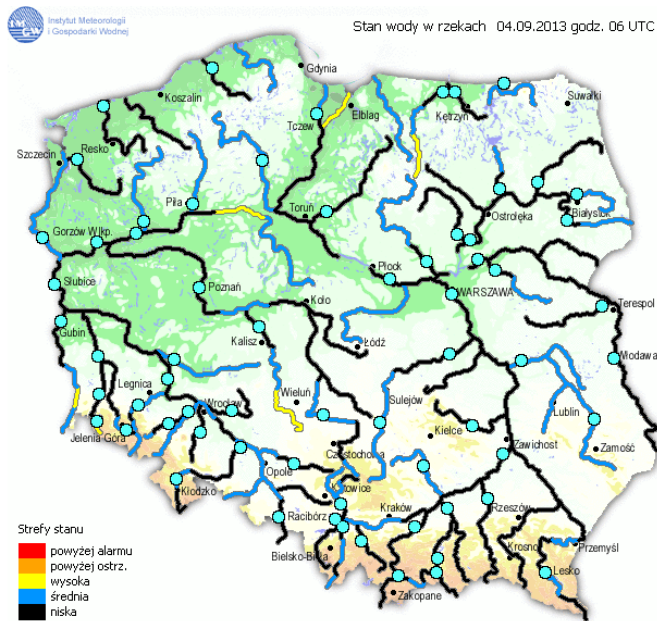 IMGW
Instytut Meteorologii
i Gospodarki Wodnej
Stan wody w rzekach 04.09.2013 godz. 06 UTC
Gdynia
Koszalin
Suwałki
Elbląg
Kętrzyn
Tczew
Resko
Szczecin
Piła
Toruń
Ostrołęka
Białystok
Gorzów Wlkp.
Płock
Słubice
Poznań
Koło
WARSZAWA
Terespol
Gubin
Kalisz
Łódź
Włodawa
Legnica
Wieluń
Sulejów
Lublin
Wrocław
Jelenia Góra
Kielce
Zamość
Zawichost
Częstochowa
Opole
Kłodzko
Katowice
Racibórz
Kraków
Rzeszów
Strefy stanu
Przemyśl
powyżej alarmu
Bielsko-Biała
Krosno
powyżej ostrz.
Lesko
wysoka
Zakopane
średnia
niska